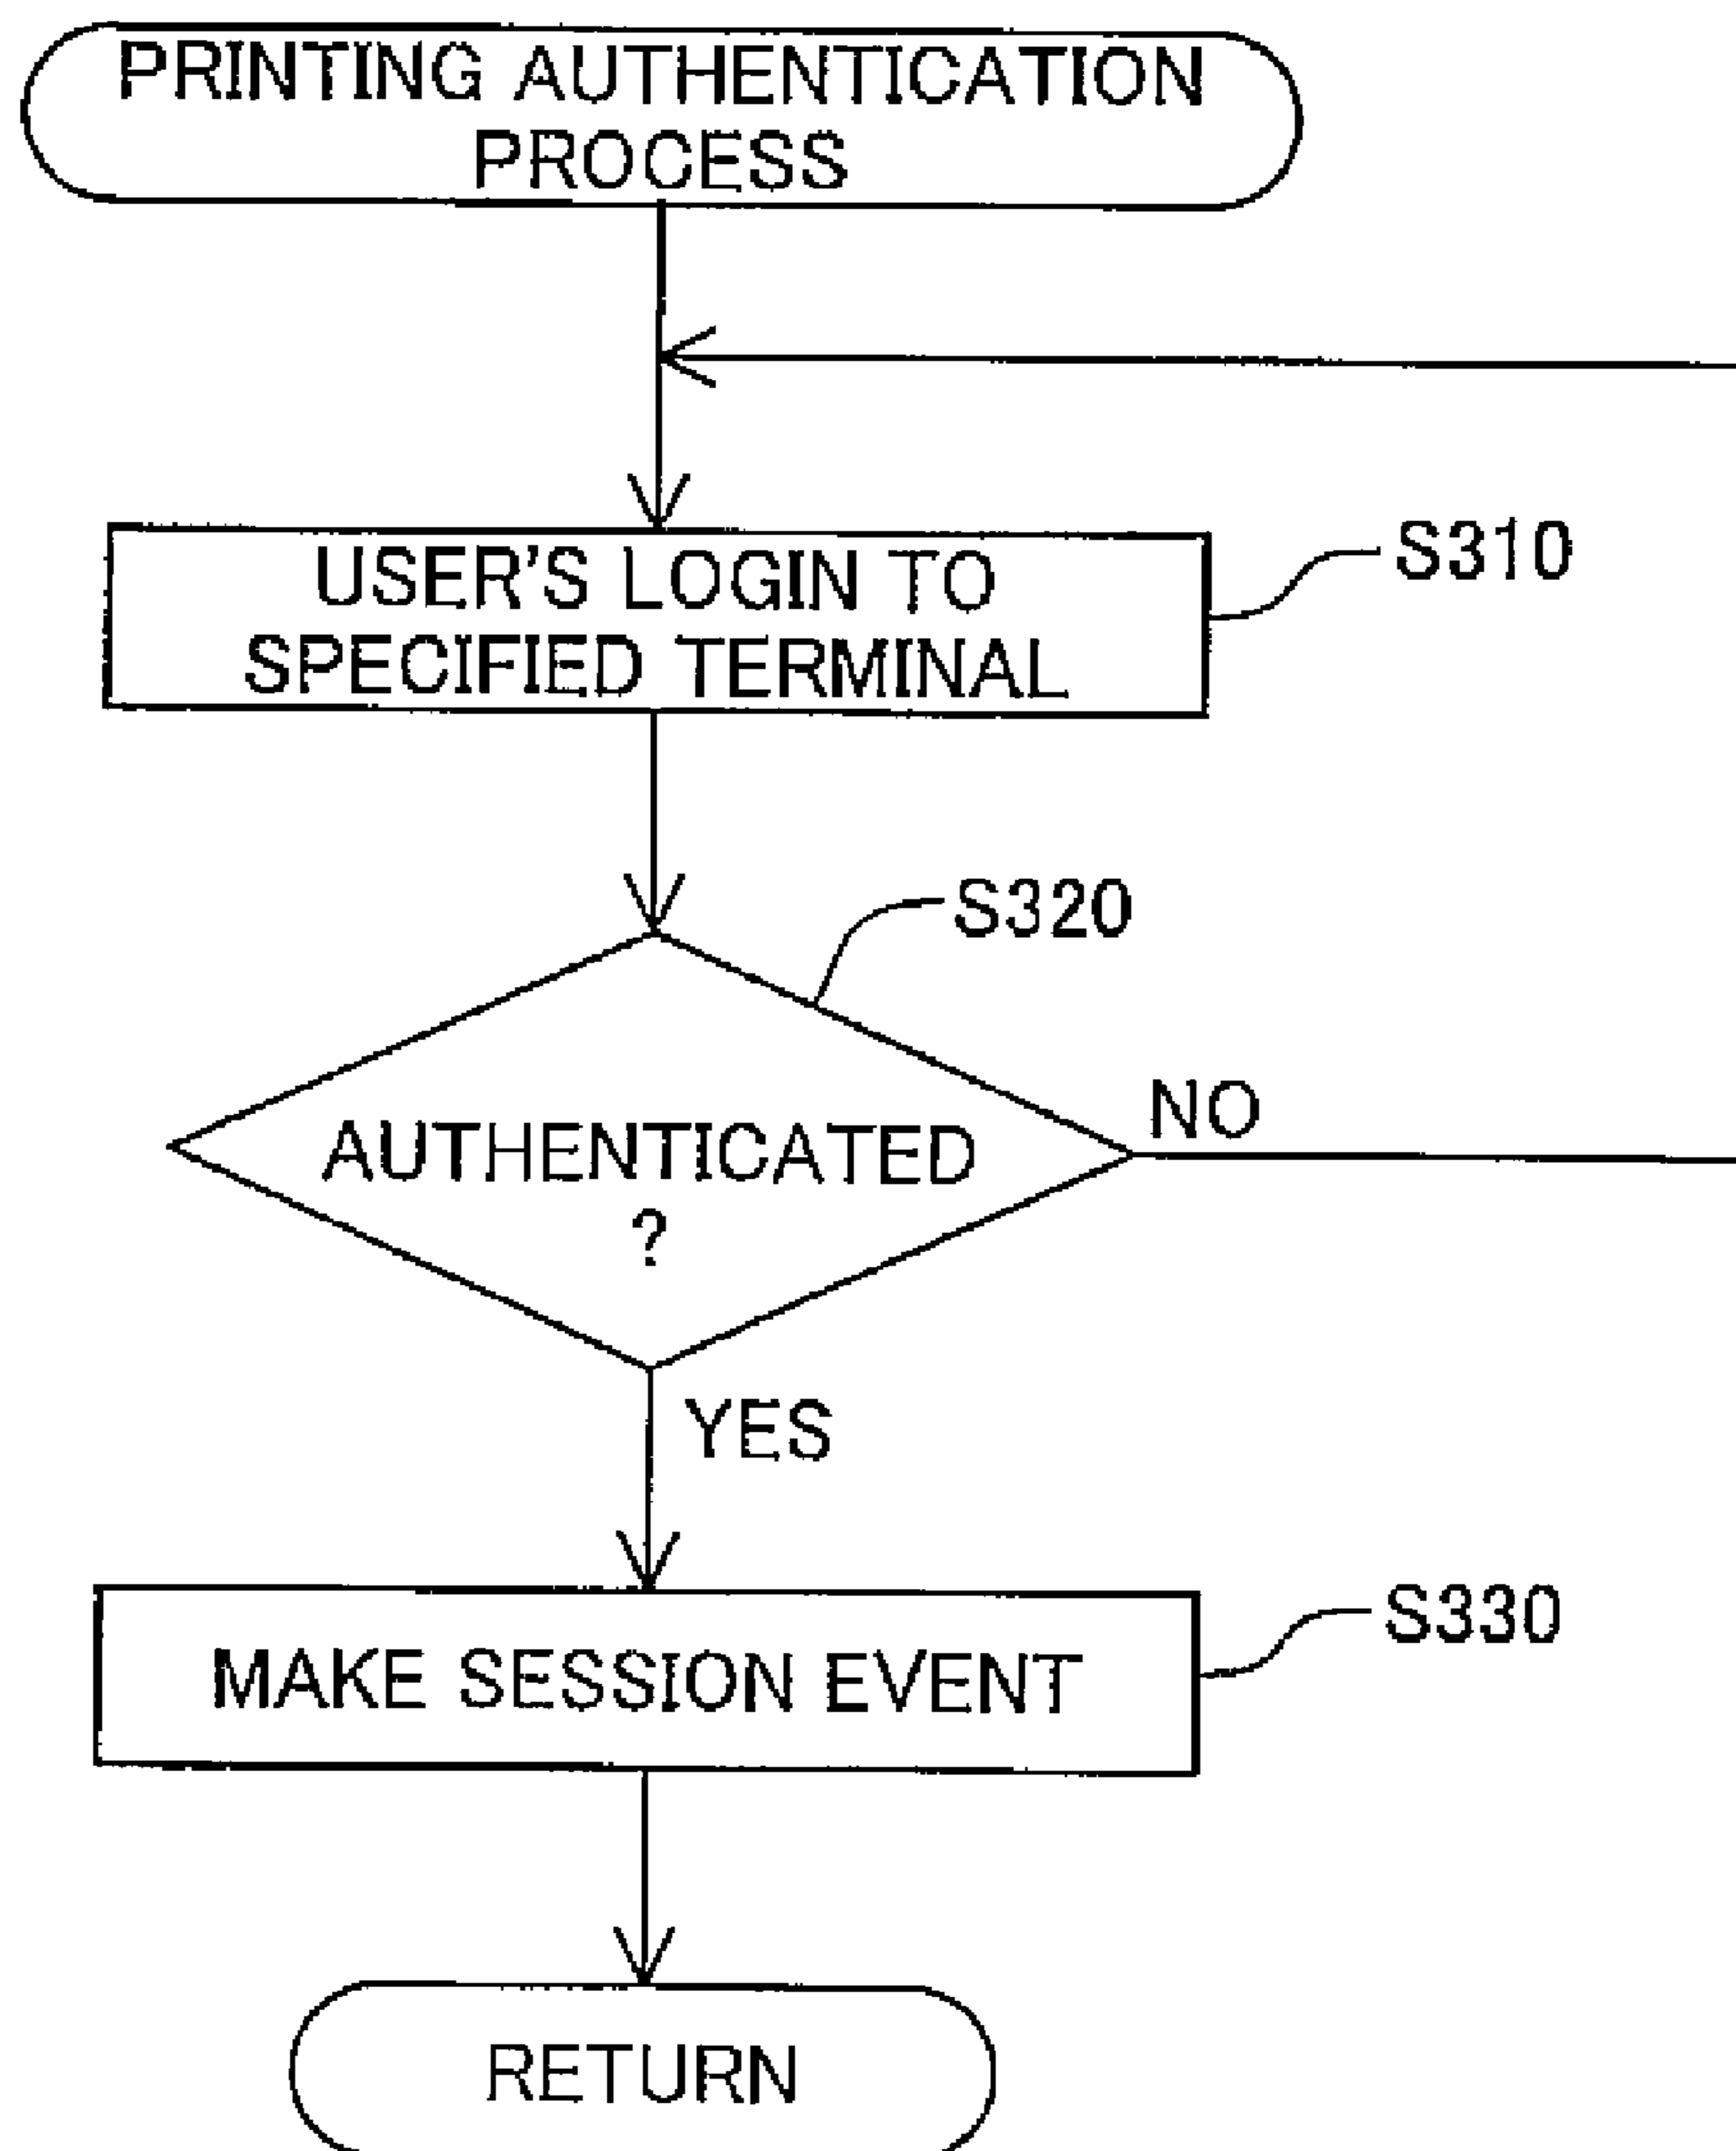 PRINTING AUTHENTICATION
PROCESS
USER'S LOGIN TO
SPECIFIED TERMINAL
S310
S320
AUTHENTICATED
?
NO
YES
MAKE SESSION EVENT
S330
RETURN